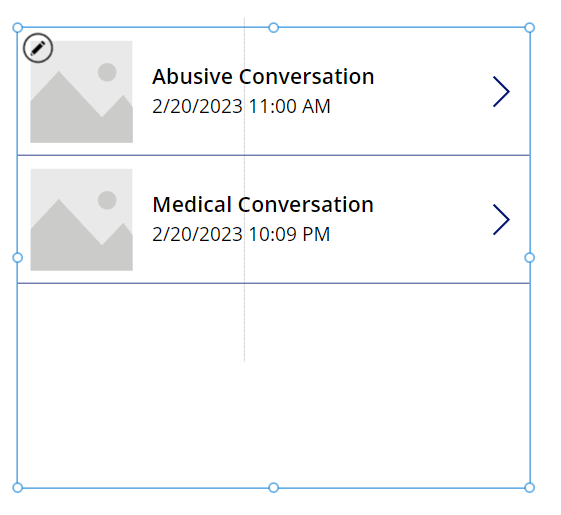 Abusive Conversation
2/20/2023 11:00 AM
Medical Conversation
2/20/2023 10:09 PM